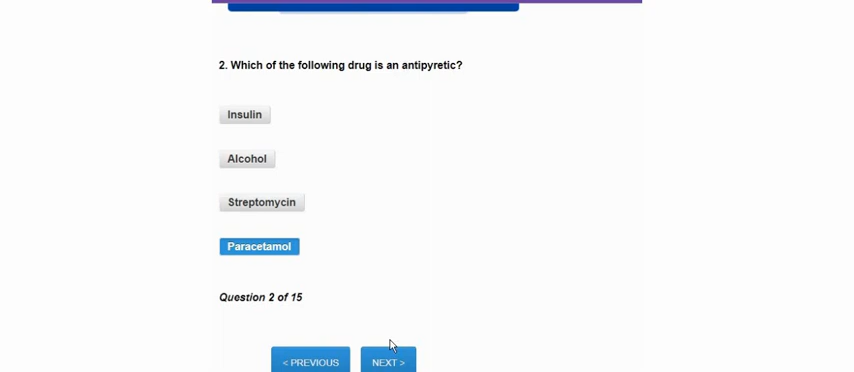 2. Which of the following drug is an antipyretic?
Insulin
Alcohol
Streptomycin
Paracetamol
Question 2 of 15
< PREVIOUS
NEXT >